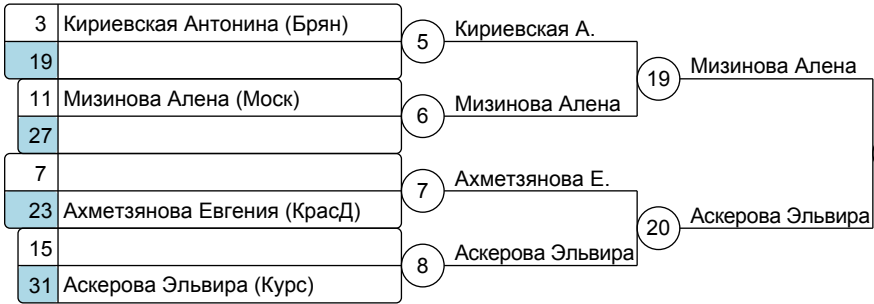 3 Кириевская Антонина (Брян)
19
5 Кириевская А.
11 Мизинова Алена (Моск)
27
6 Мизинова Алена
19 Мизинова Алена
7
23 Ахметзянова Евгения (КрасД)
7 Ахметзянова Е.
15
31 Аскерова Эльвира (Курс)
8 Аскерова Эльвира
20 Аскерова Эльвира